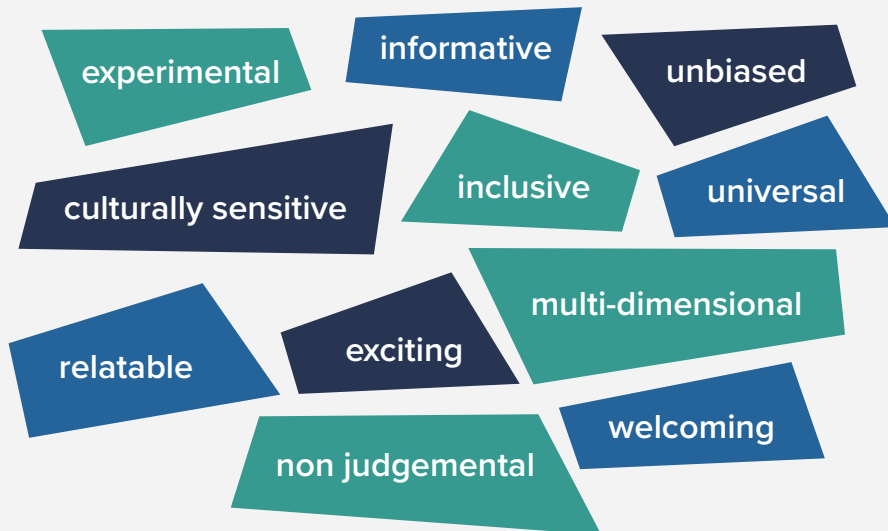 experimental
informative
unbiased
culturally sensitive
inclusive
universal
multi-dimensional
relatable
exciting
welcoming
non judgemental